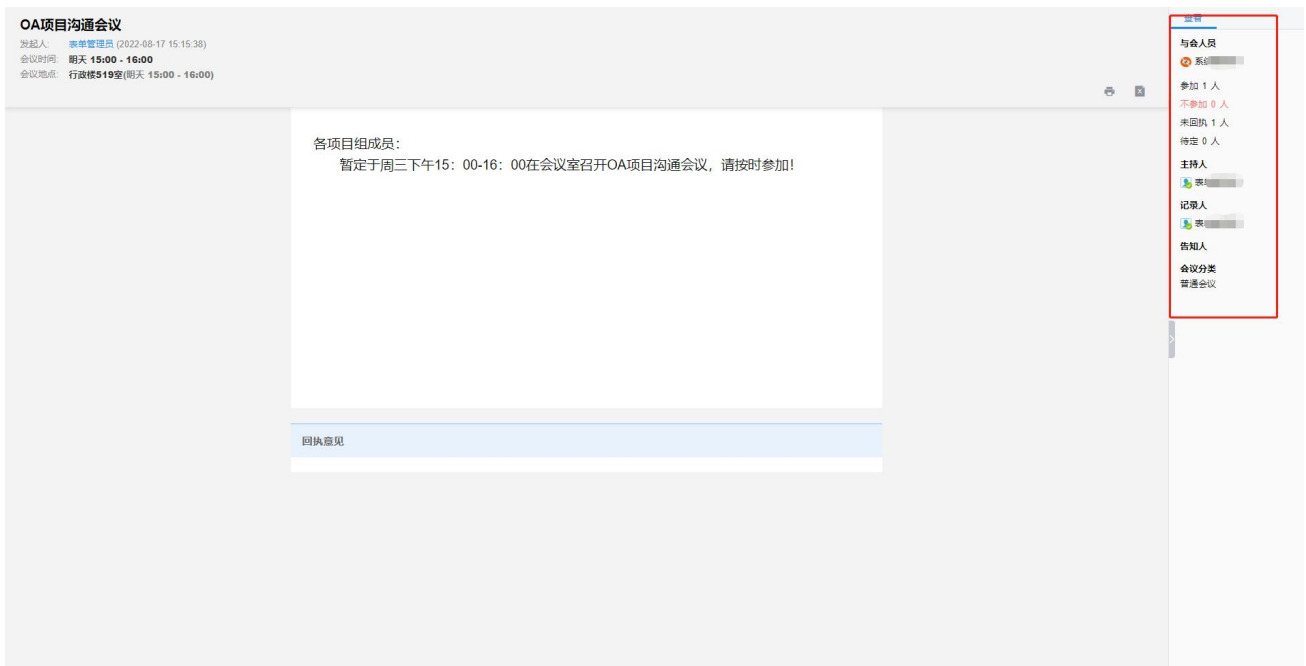 OA项目沟通会议
发起人: 表单管理员 (2022-08-17 15:15:38)
会议时间: 明天 15:00 - 16:00
会议地点: 行政楼519室(明天 15:00 - 16:00)
各项目组成员：
暂定于周三下午15：00-16：00在会议室召开OA项目沟通会议，请按时参加！
回执意见
查看
与会人员
系统
参加 1 人
不参加 0 人
未回执 1 人
待定 0 人
主持人
表
记录人
表
告知人
会议分类
普通会议